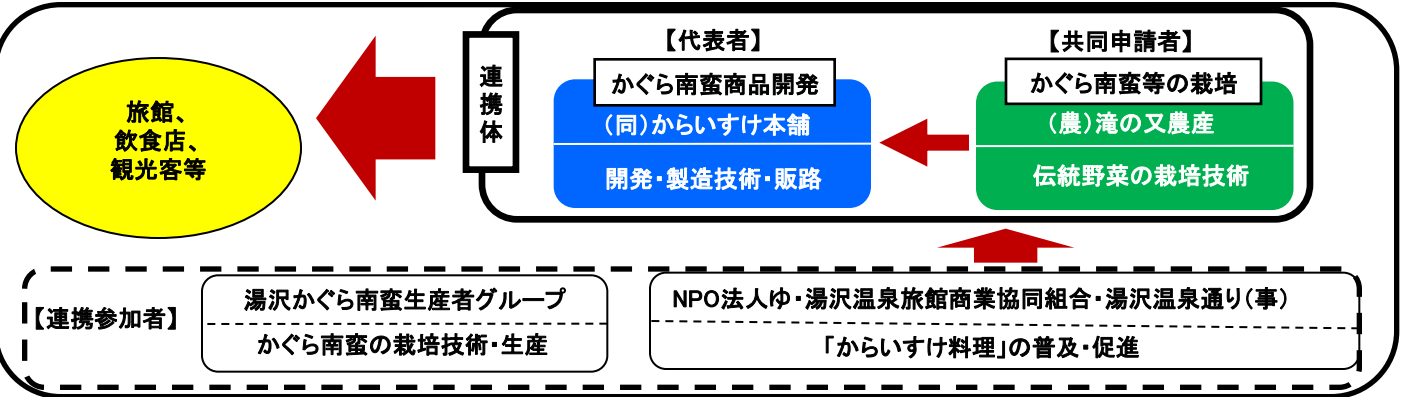 旅館、
飲食店、
観光客等
連携体
【代表者】
かぐら南蛮商品開発
(同)からいすけ本舗
開発・製造技術・販路
【共同申請者】
かぐら南蛮等の栽培
(農)滝の又農産
伝統野菜の栽培技術
【連携参加者】
湯沢かぐら南蛮生産者グループ
かぐら南蛮の栽培技術・生産
NPO法人ゆ・湯沢温泉旅館商業協同組合・湯沢温泉通り(事)
「からいすけ料理」の普及・促進